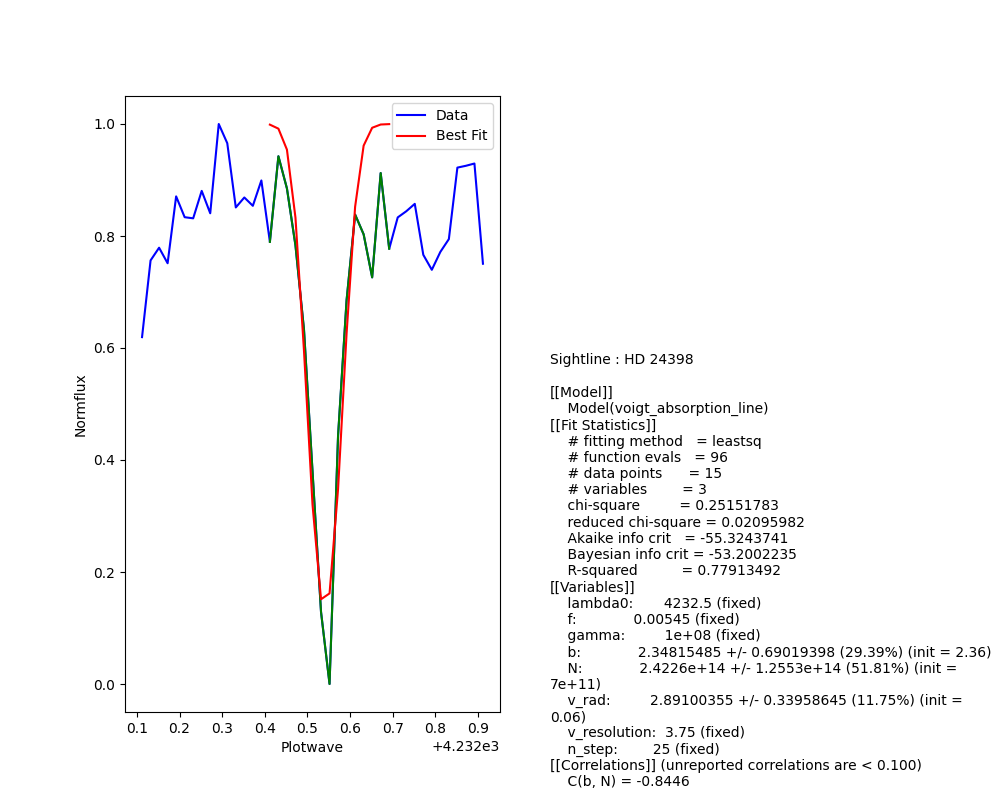 1.0
0.8
0.6
0.4
0.2
0.0
Normflux
0.1
0.2
0.3
0.4
0.5
0.6
0.7
0.8
0.9
Plotwave
+4.232e3
Data
Best Fit
Sightline : HD 24398
[[Model]]
Model(voigt_absorption_line)
[[Fit Statistics]]
# fitting method = leastsq
# function evals = 96
# data points = 15
# variables = 3
chi-square = 0.25151783
reduced chi-square = 0.02095982
Akaike info crit = -55.3243741
Bayesian info crit = -53.2002235
R-squared = 0.77913492
[[Variables]]
lambda0: 4232.5 (fixed)
f: 0.00545 (fixed)
gamma: 1e+08 (fixed)
b: 2.34815485 +/- 0.69019398 (29.39%) (init = 2.36)
N: 2.4226e+14 +/- 1.2553e+14 (51.81%) (init =
7e+11)
v_rad: 2.89100355 +/- 0.33958645 (11.75%) (init =
0.06)
v_resolution: 3.75 (fixed)
n_step: 25 (fixed)
[[Correlations]] (unreported correlations are < 0.100)
C(b, N) = -0.8446